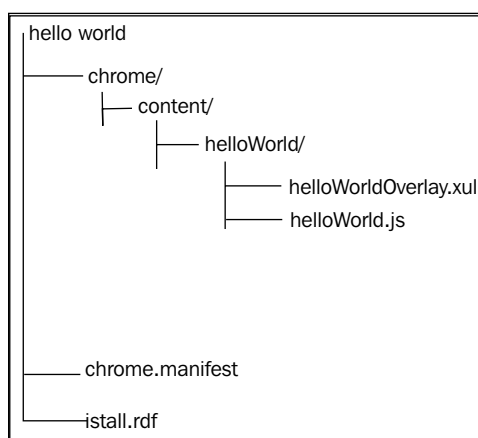 hello world
chrome/
content/
helloWorld/
helloWorldOverlay.xul
helloWorld.js
chrome.manifest
istall.rdf